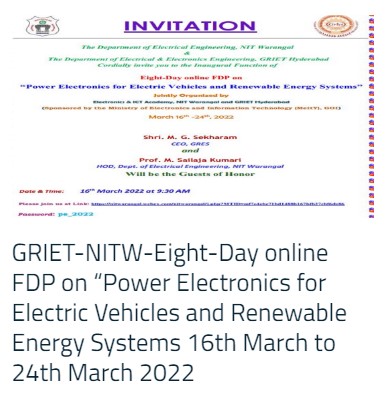 INVITATION
The Department of Electrical Engineering, NIT Warangal
&
The Department of Electrical & Electronics Engineering, GRIET Hyderabad
Cordially invite you to the Inaugural Function of
Eight-Day online FDP on
"Power Electronics for Electric Vehicles and Renewable Energy Systems"
Jointly Organized by
Electronics & ICT Academy, NIT Warangal and GRIET Hyderabad
(Sponsored by the Ministry of Electronics and Information Technology (MeitY), GOI)
March 16th -24th, 2022
Shri. M. G. Sekharam
CEO, GRES
and
Prof. M. Sailaja Kumari
HOD, Dept. of Electrical Engineering, NIT Warangal
Will be the Guests of Honor
Date & Time: 16th March 2022 at 9:30 AM
Please join us at Link:
Password: pe_2022
GRIET-NITW-Eight-Day online
FDP on “Power Electronics for
Electric Vehicles and Renewable
Energy Systems 16th March to
24th March 2022